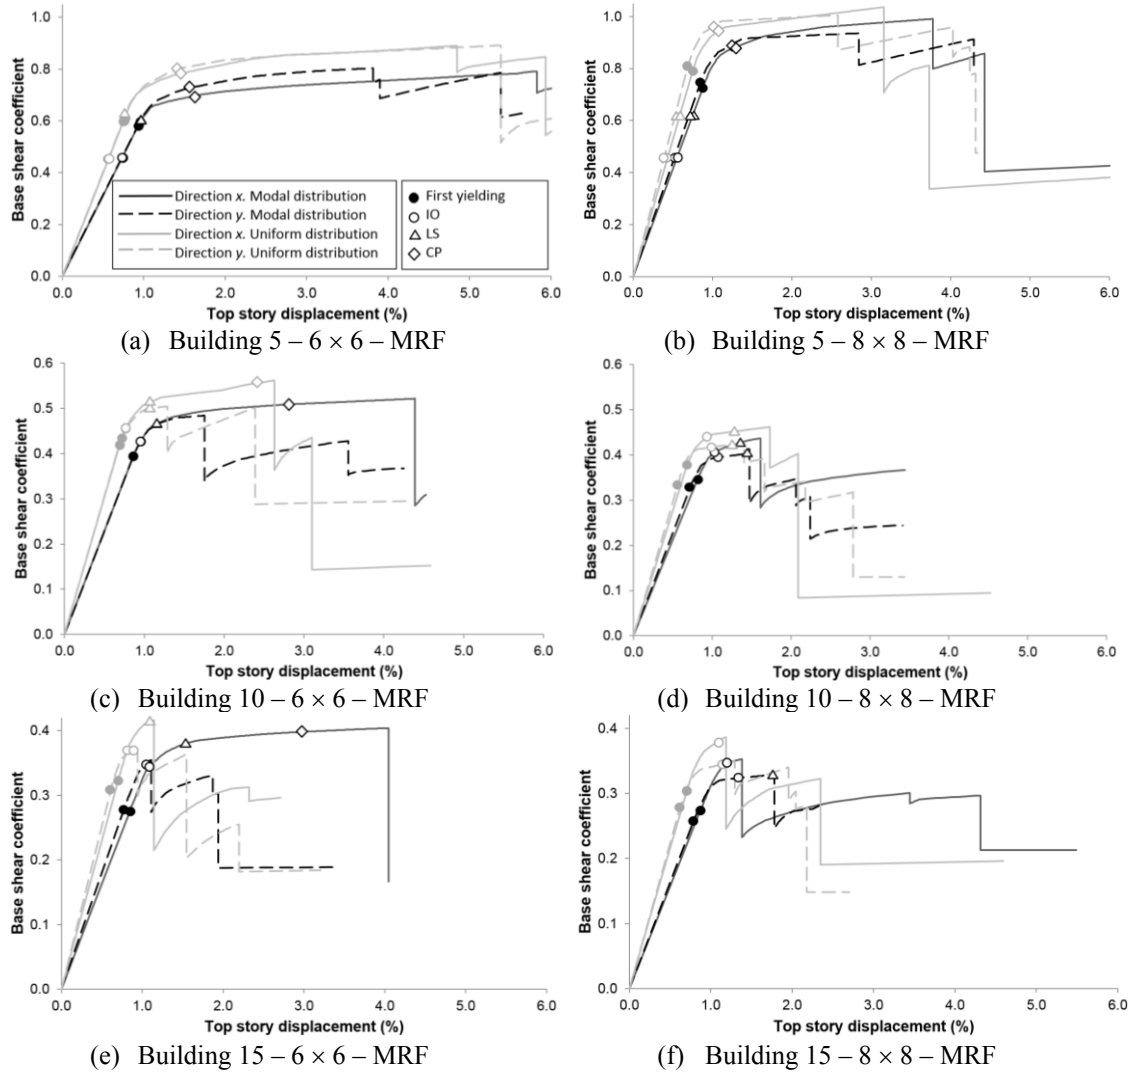 Base shear coefficient
1.0
0.8
0.6
0.4
0.2
0.0
Direction x. Modal distribution
Direction y. Modal distribution
Direction x. Uniform distribution
Direction y. Uniform distribution
First yielding
IO
LS
CP
0.0 1.0 2.0 3.0 4.0 5.0 6.0
Top story displacement (%)
(a) Building 5 – 6 × 6 – MRF
Base shear coefficient
1.0
0.8
0.6
0.4
0.2
0.0
0.0 1.0 2.0 3.0 4.0 5.0 6.0
Top story displacement (%)
(b) Building 5 – 8 × 8 – MRF
Base shear coefficient
0.6
0.5
0.4
0.3
0.2
0.1
0.0
0.0 1.0 2.0 3.0 4.0 5.0 6.0
Top story displacement (%)
(c) Building 10 – 6 × 6 – MRF
Base shear coefficient
0.6
0.5
0.4
0.3
0.2
0.1
0.0
0.0 1.0 2.0 3.0 4.0 5.0 6.0
Top story displacement (%)
(d) Building 10 – 8 × 8 – MRF
Base shear coefficient
0.4
0.3
0.2
0.1
0.0
0.0 1.0 2.0 3.0 4.0 5.0 6.0
Top story displacement (%)
(e) Building 15 – 6 × 6 – MRF
Base shear coefficient
0.4
0.3
0.2
0.1
0.0
0.0 1.0 2.0 3.0 4.0 5.0 6.0
Top story displacement (%)
(f) Building 15 – 8 × 8 – MRF